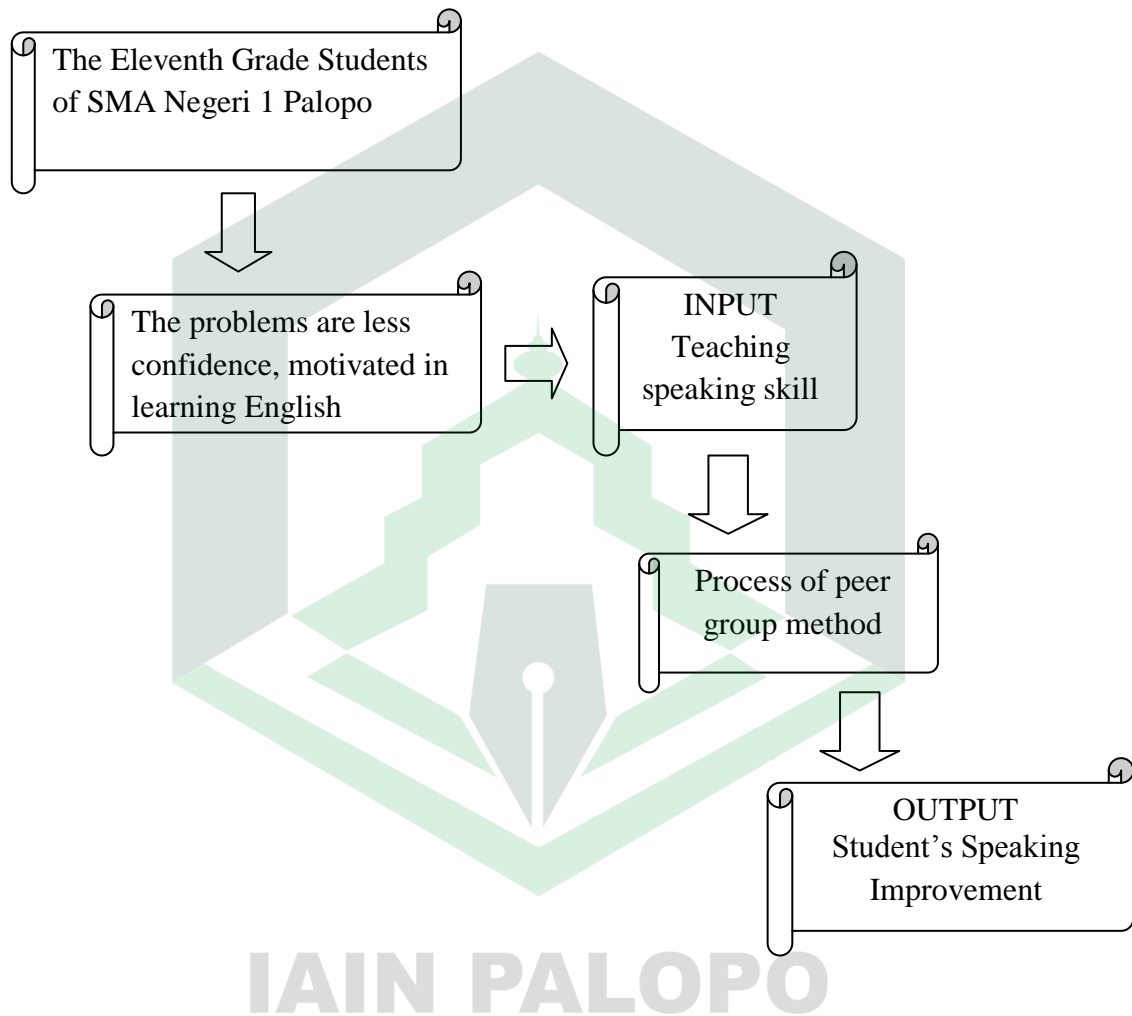 The Eleventh Grade Students
of SMA Negeri 1 Palopo
The problems are less
confidence, motivated in
learning English
INPUT
Teaching
speaking skill
Process of peer
group method
OUTPUT
Student's Speaking
Improvement
IAIN PALOPO